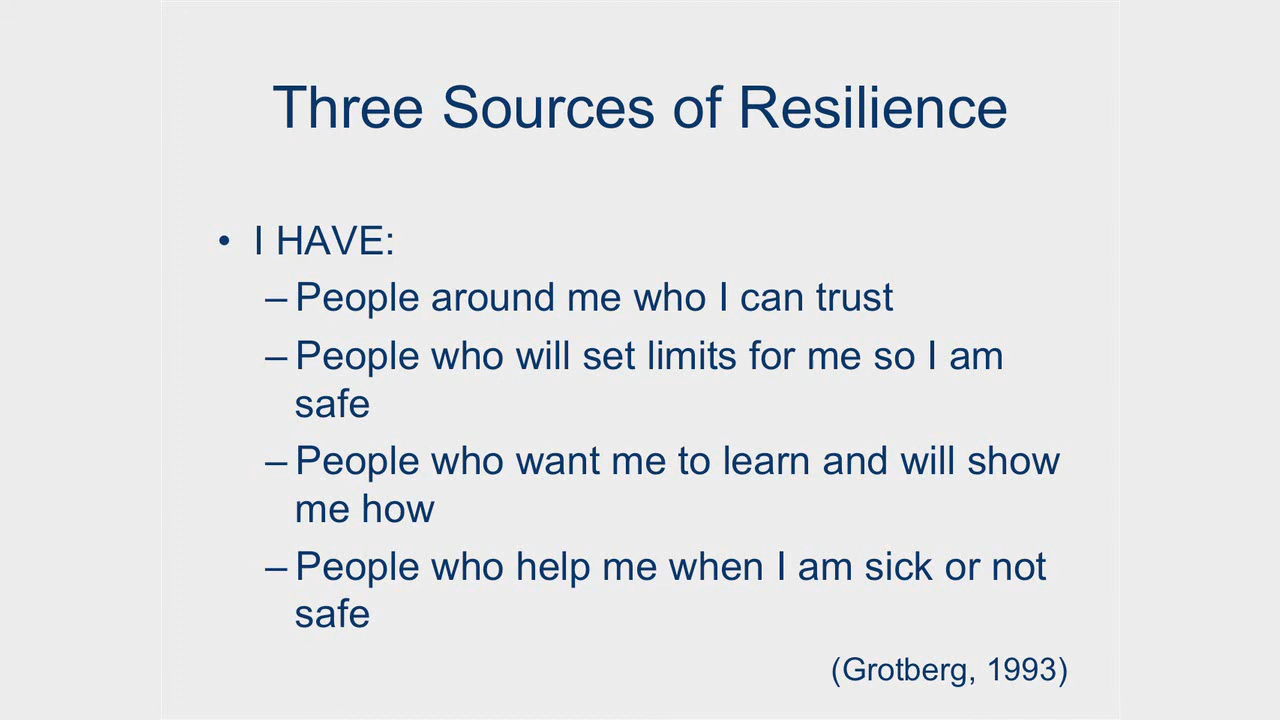 Three Sources of Resilience
• I HAVE:
– People around me who I can trust
– People who will set limits for me so I am
safe
– People who want me to learn and will show
me how
– People who help me when I am sick or not
safe
(Grotberg, 1993)